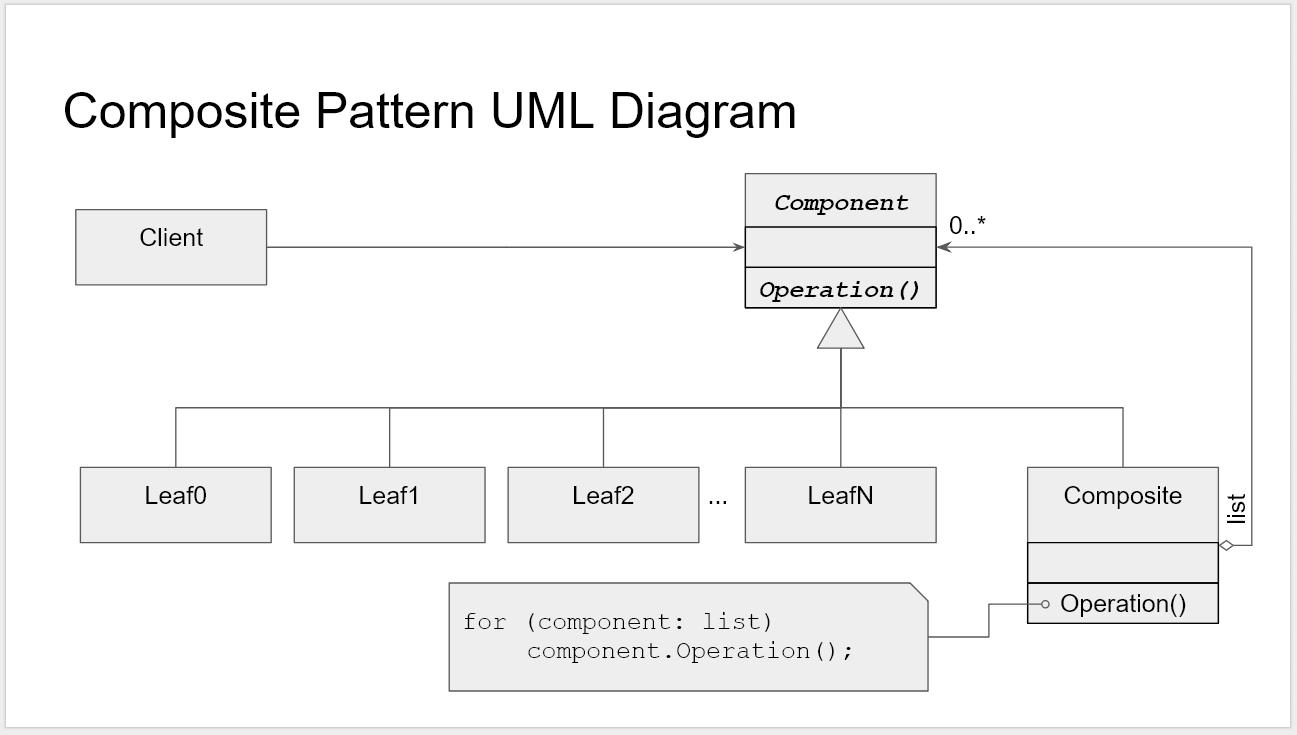 Composite Pattern UML Diagram
Component
0..*
Client
Operation()
Leaf0
Leaf1
Leaf2
...
LeafN
Composite
list
Operation()
for (component: list)
component.Operation();